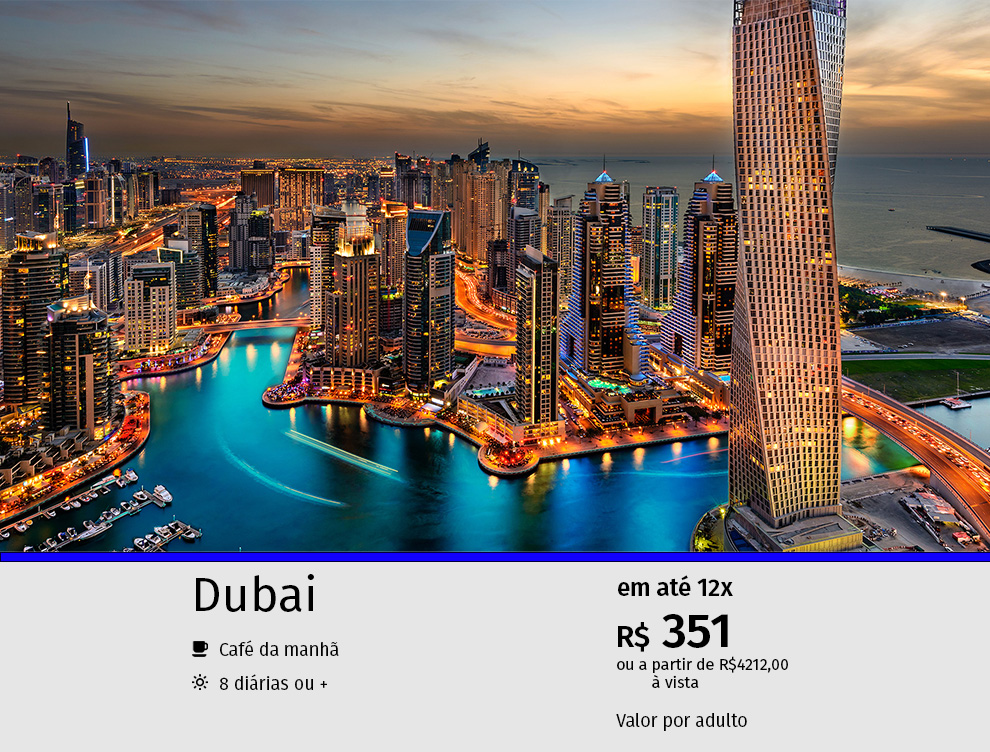 Dubai
Café da manhã
8 diárias ou +
em até 12x
R$ 351
ou a partir de R$4212,00
à vista
Valor por adulto